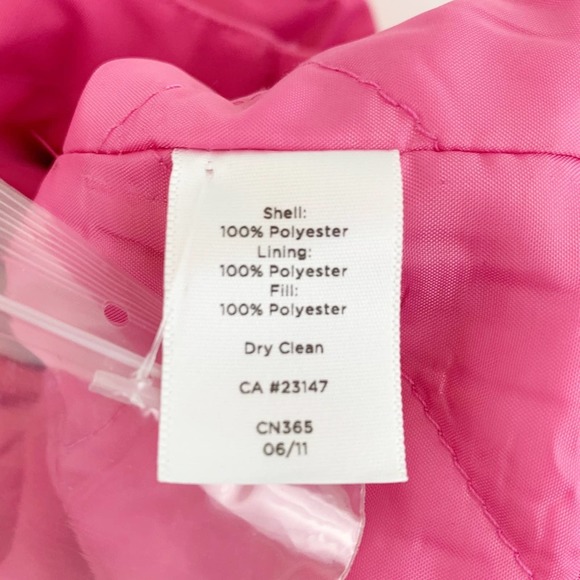 Shell:
100% Polyester
Lining:
100% Polyester
Fill:
100% Polyester
Dry Clean
CA #23147
CN365
06/11